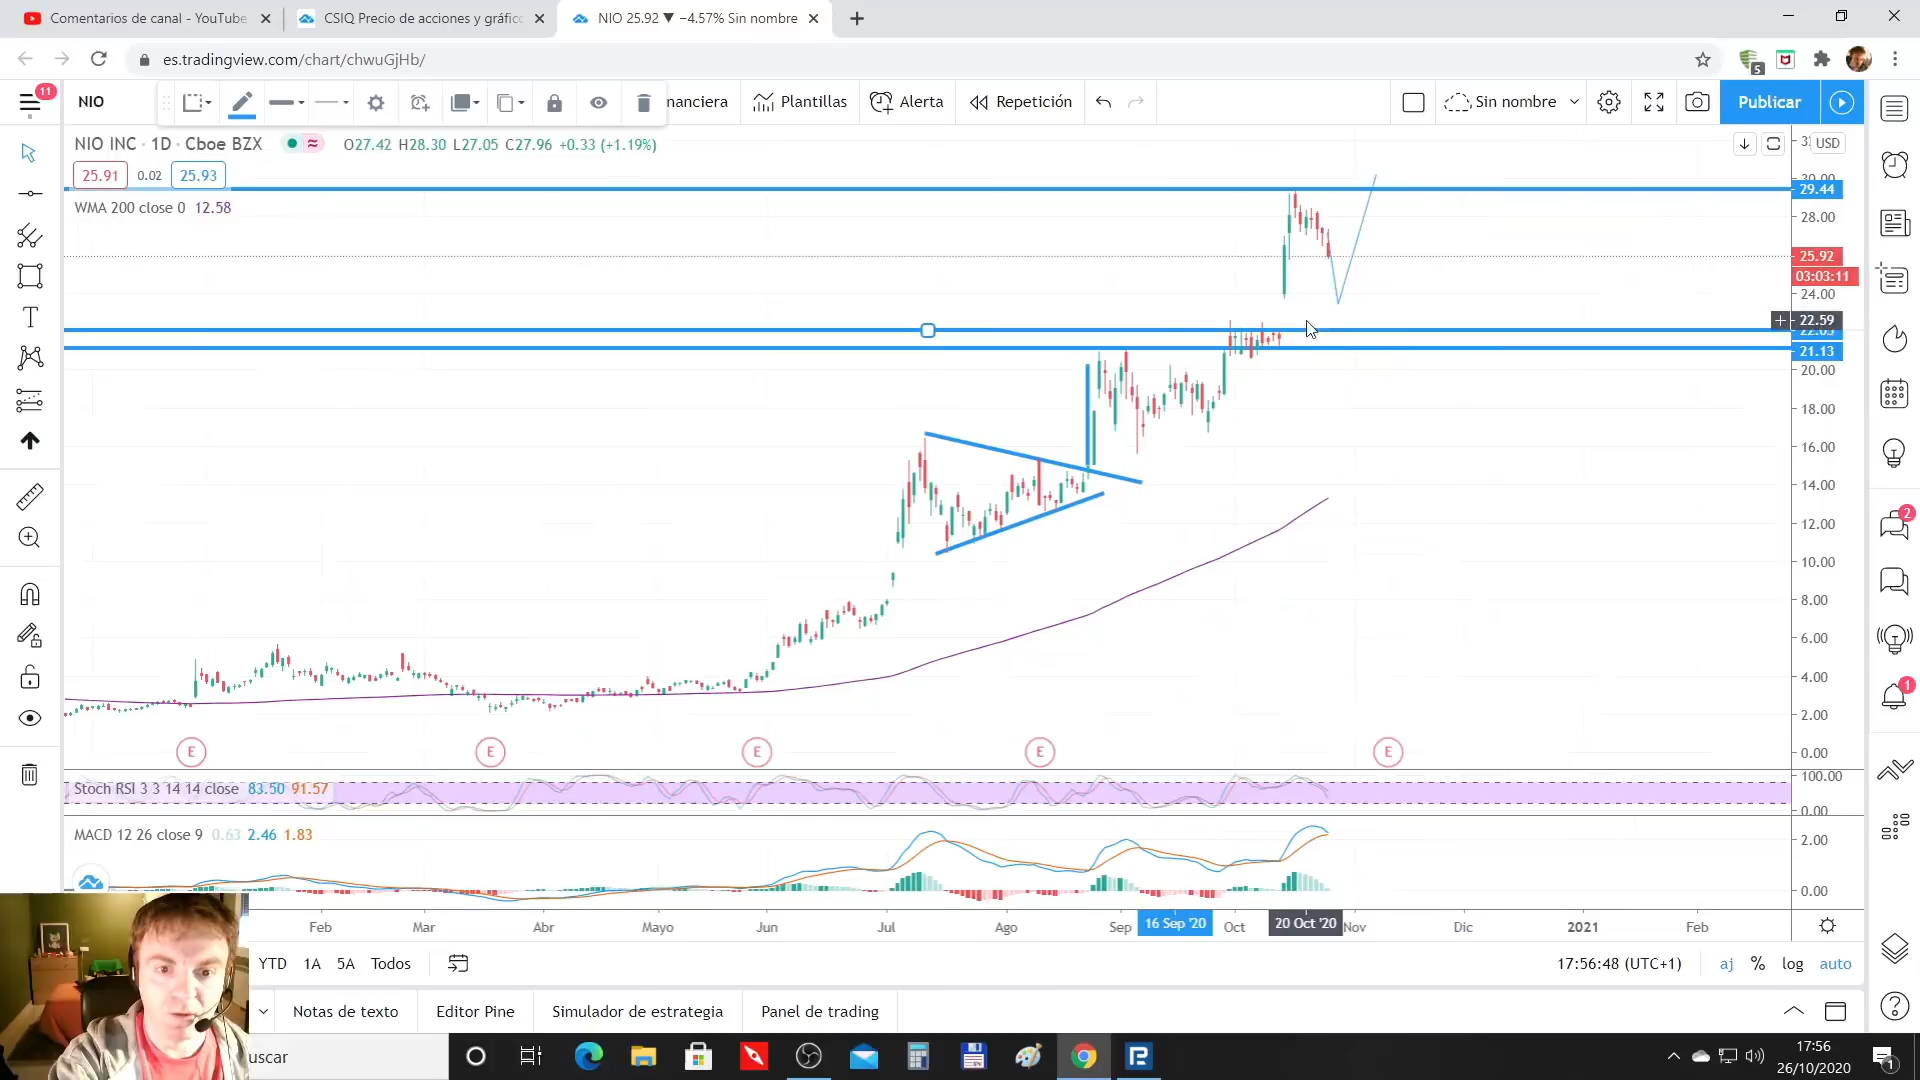 Comentarios de canal - YouTube
CSIQ Precio de acciones y gráfic
NIO 25.92 ▼ −4.57% Sin nombre
es.tradingview.com/chart/chwuGjHb/
5
11
NIO
nanciera
Plantillas
Alerta
Repetición
Sin nombre
Publicar
NIO INC · 1D · Cboe BZX
O27.42 H28.30 L27.05 C27.96 +0.33 (+1.19%)
USD
25.91
0.02
25.93
30.00
29.44
WMA 200 close 0 12.58
28.00
25.92
03:03:11
24.00
22.59
21.13
20.00
18.00
16.00
14.00
12.00
10.00
8.00
6.00
4.00
2.00
0.00
E
E
E
E
E
2
1
Stoch RSI 3 3 14 14 close 83.50 91.57
100.00
0.00
MACD 12 26 close 9 0.63 2.46 1.83
2.00
0.00
Feb
Mar
Abr
Mayo
Jun
Jul
Ago
Sep
16 Sep '20
Oct
20 Oct '20
Nov
Dic
2021
Feb
YTD
1A
5A
Todos
17:56:48 (UTC+1)
aj
%
log
auto
Notas de texto
Editor Pine
Simulador de estrategia
Panel de trading
uscar
17:56
26/10/2020
1